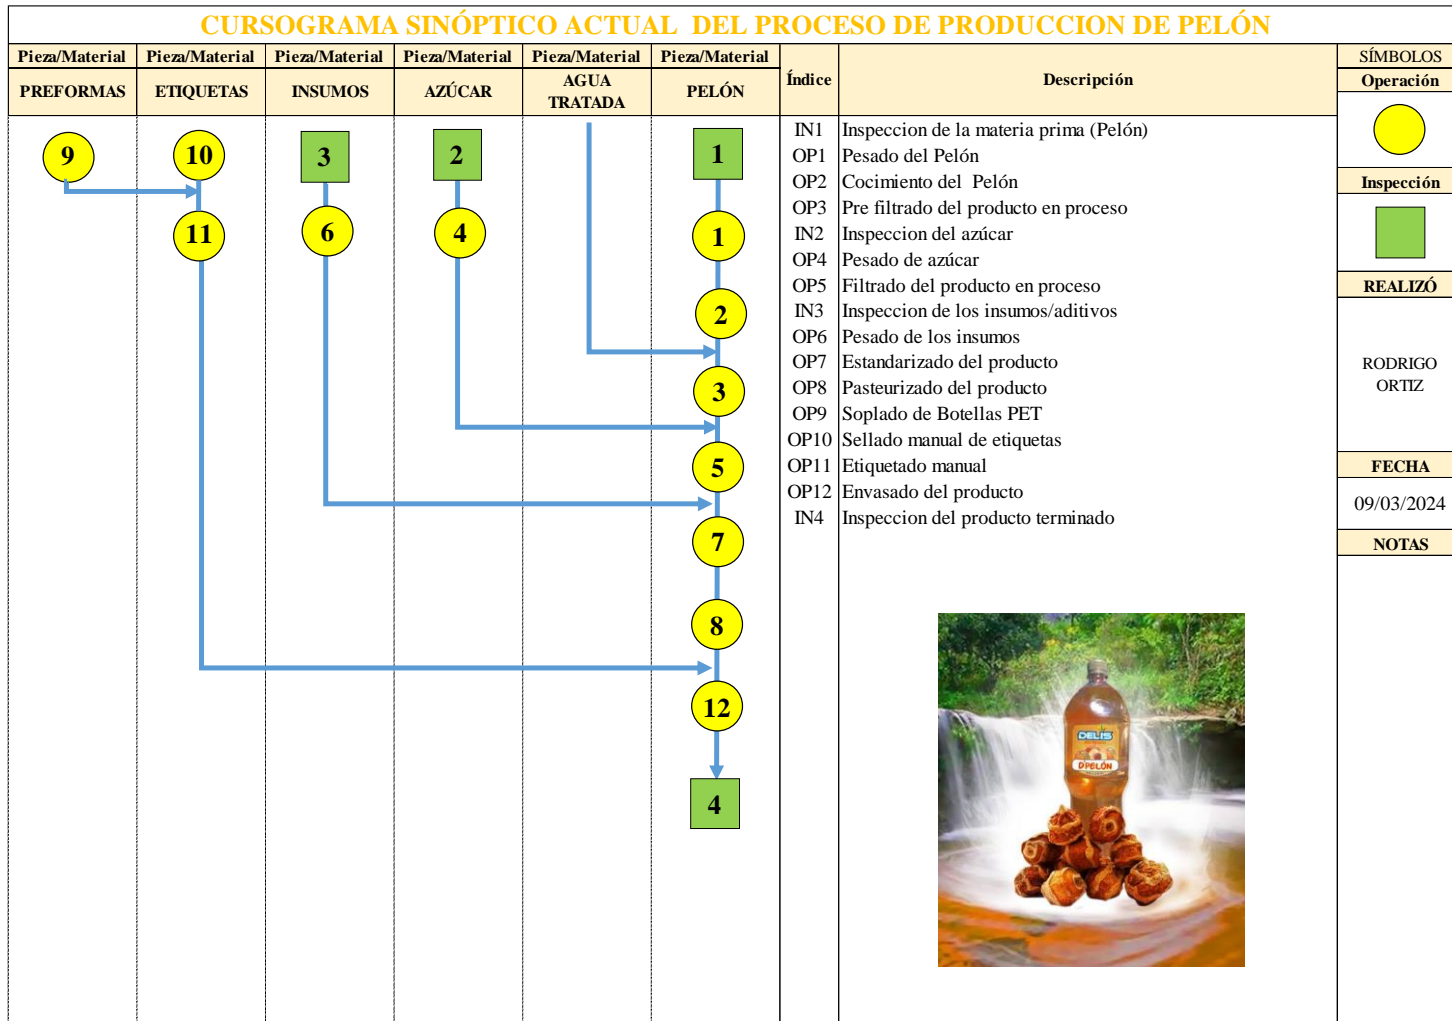 CURSOGRAMA SINÓPTICO ACTUAL DEL PROCESO DE PRODUCCION DE PELÓN
Pieza/Material Pieza/Material Pieza/Material Pieza/Material Pieza/Material Pieza/Material
PREFORMAS ETIQUETAS INSUMOS AZÚCAR AGUA TRATADA PELÓN
Índice Descripción
SÍMBOLOS
Operación
Inspección
REALIZÓ
RODRIGO
ORTIZ
FECHA
09/03/2024
NOTAS
9 10 3 2 1
11 6 4 1
2
3
5
7
8
12
4
IN1 Inspeccion de la materia prima (Pelón)
OP1 Pesado del Pelón
OP2 Cocimiento del Pelón
OP3 Pre filtrado del producto en proceso
IN2 Inspeccion del azúcar
OP4 Pesado de azúcar
OP5 Filtrado del producto en proceso
IN3 Inspeccion de los insumos/aditivos
OP6 Pesado de los insumos
OP7 Estandarizado del producto
OP8 Pasteurizado del producto
OP9 Soplado de Botellas PET
OP10 Sellado manual de etiquetas
OP11 Etiquetado manual
OP12 Envasado del producto
IN4 Inspeccion del producto terminado
DELIS
D'PELÓN